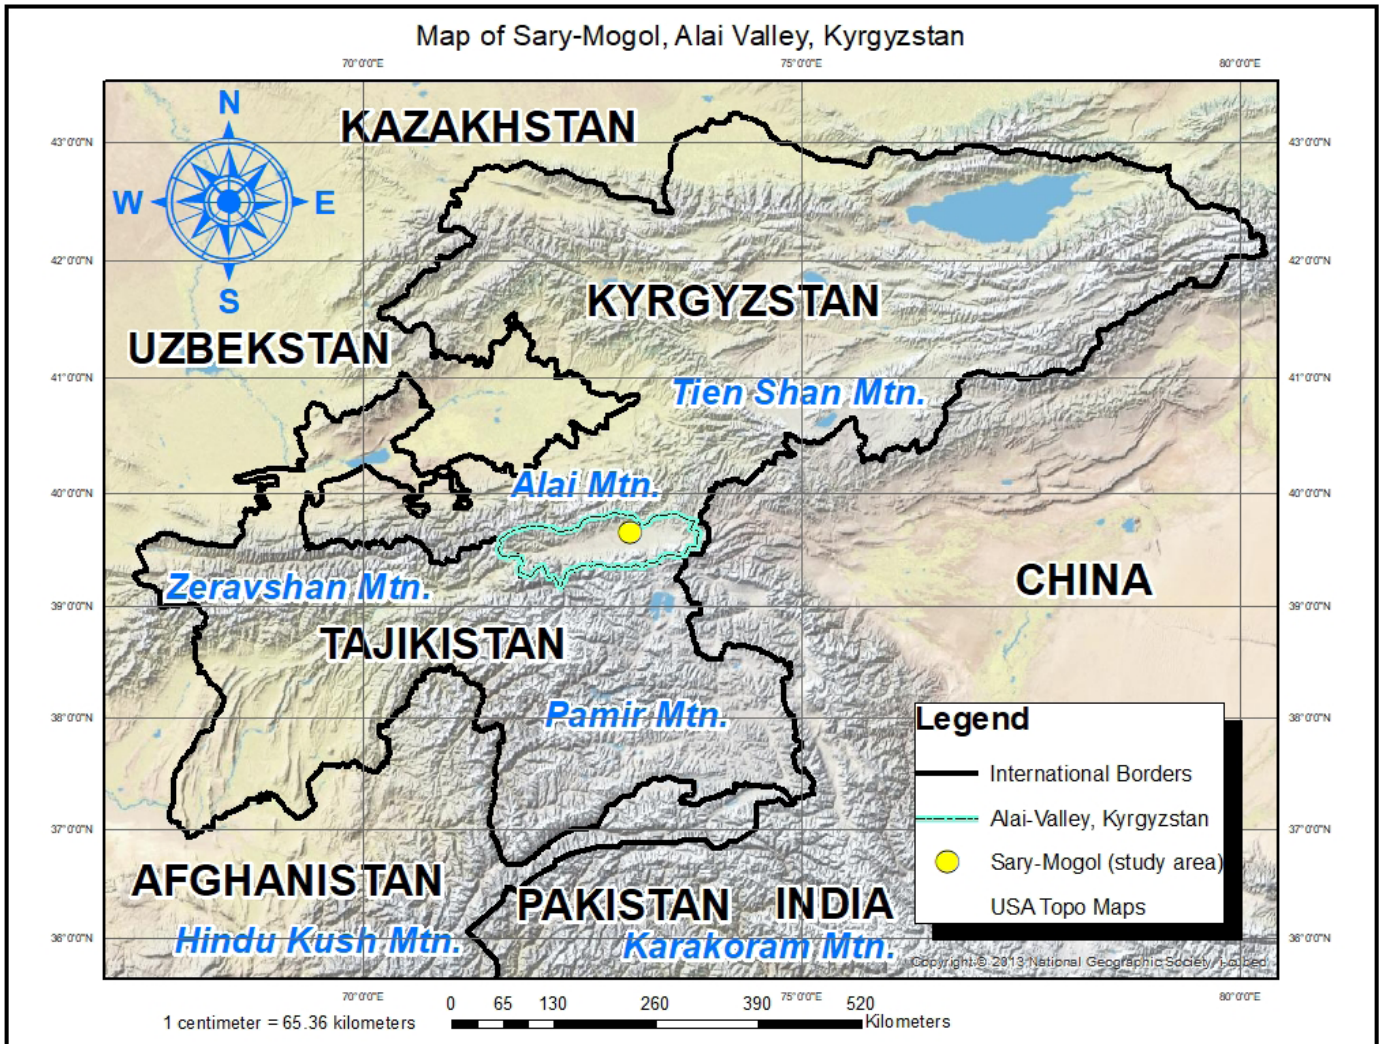 Map of Sary-Mogol, Alai Valley, Kyrgyzstan
70°0'0"E 75°0'0"E 80°0'0"E
N
W E
S
KAZAKHSTAN
43°0'0"N 43°0'0"N
42°0'0"N 42°0'0"N
KYRGYZSTAN
UZBEKSTAN
41°0'0"N 41°0'0"N
Tien Shan Mtn.
Alai Mtn.
40°0'0"N 40°0'0"N
CHINA
Zeravshan Mtn.
39°0'0"N 39°0'0"N
TAJIKISTAN
Pamir Mtn.
38°0'0"N 38°0'0"N
Legend
International Borders
Alai-Valley, Kyrgyzstan
Sary-Mogol (study area)
USA Topo Maps
37°0'0"N 37°0'0"N
AFGHANISTAN
PAKISTAN INDIA
Hindu Kush Mtn.
Karakoram Mtn.
36°0'0"N 36°0'0"N
Copyright:© 2013 National Geographic Society, i-cubed
70°0'0"E 75°0'0"E 80°0'0"E
1 centimeter = 65.36 kilometers
0 65 130 260 390 520
Kilometers